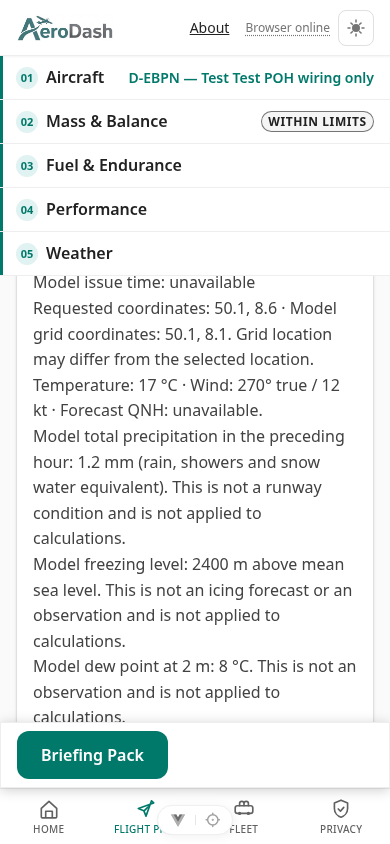 AeroDash
About
Browser online
01 Aircraft D-EBPN — Test Test POH wiring only
02 Mass & Balance WITHIN LIMITS
03 Fuel & Endurance
04 Performance
05 Weather
Model issue time: unavailable
Requested coordinates: 50.1, 8.6 · Model
grid coordinates: 50.1, 8.1. Grid location
may differ from the selected location.
Temperature: 17 °C · Wind: 270° true / 12
kt · Forecast QNH: unavailable.
Model total precipitation in the preceding
hour: 1.2 mm (rain, showers and snow
water equivalent). This is not a runway
condition and is not applied to
calculations.
Model freezing level: 2400 m above mean
sea level. This is not an icing forecast or an
observation and is not applied to
calculations.
Model dew point at 2 m: 8 °C. This is not an
observation and is not applied to
calculations.
Briefing Pack
HOME
FLIGHT
FLEET
PRIVACY